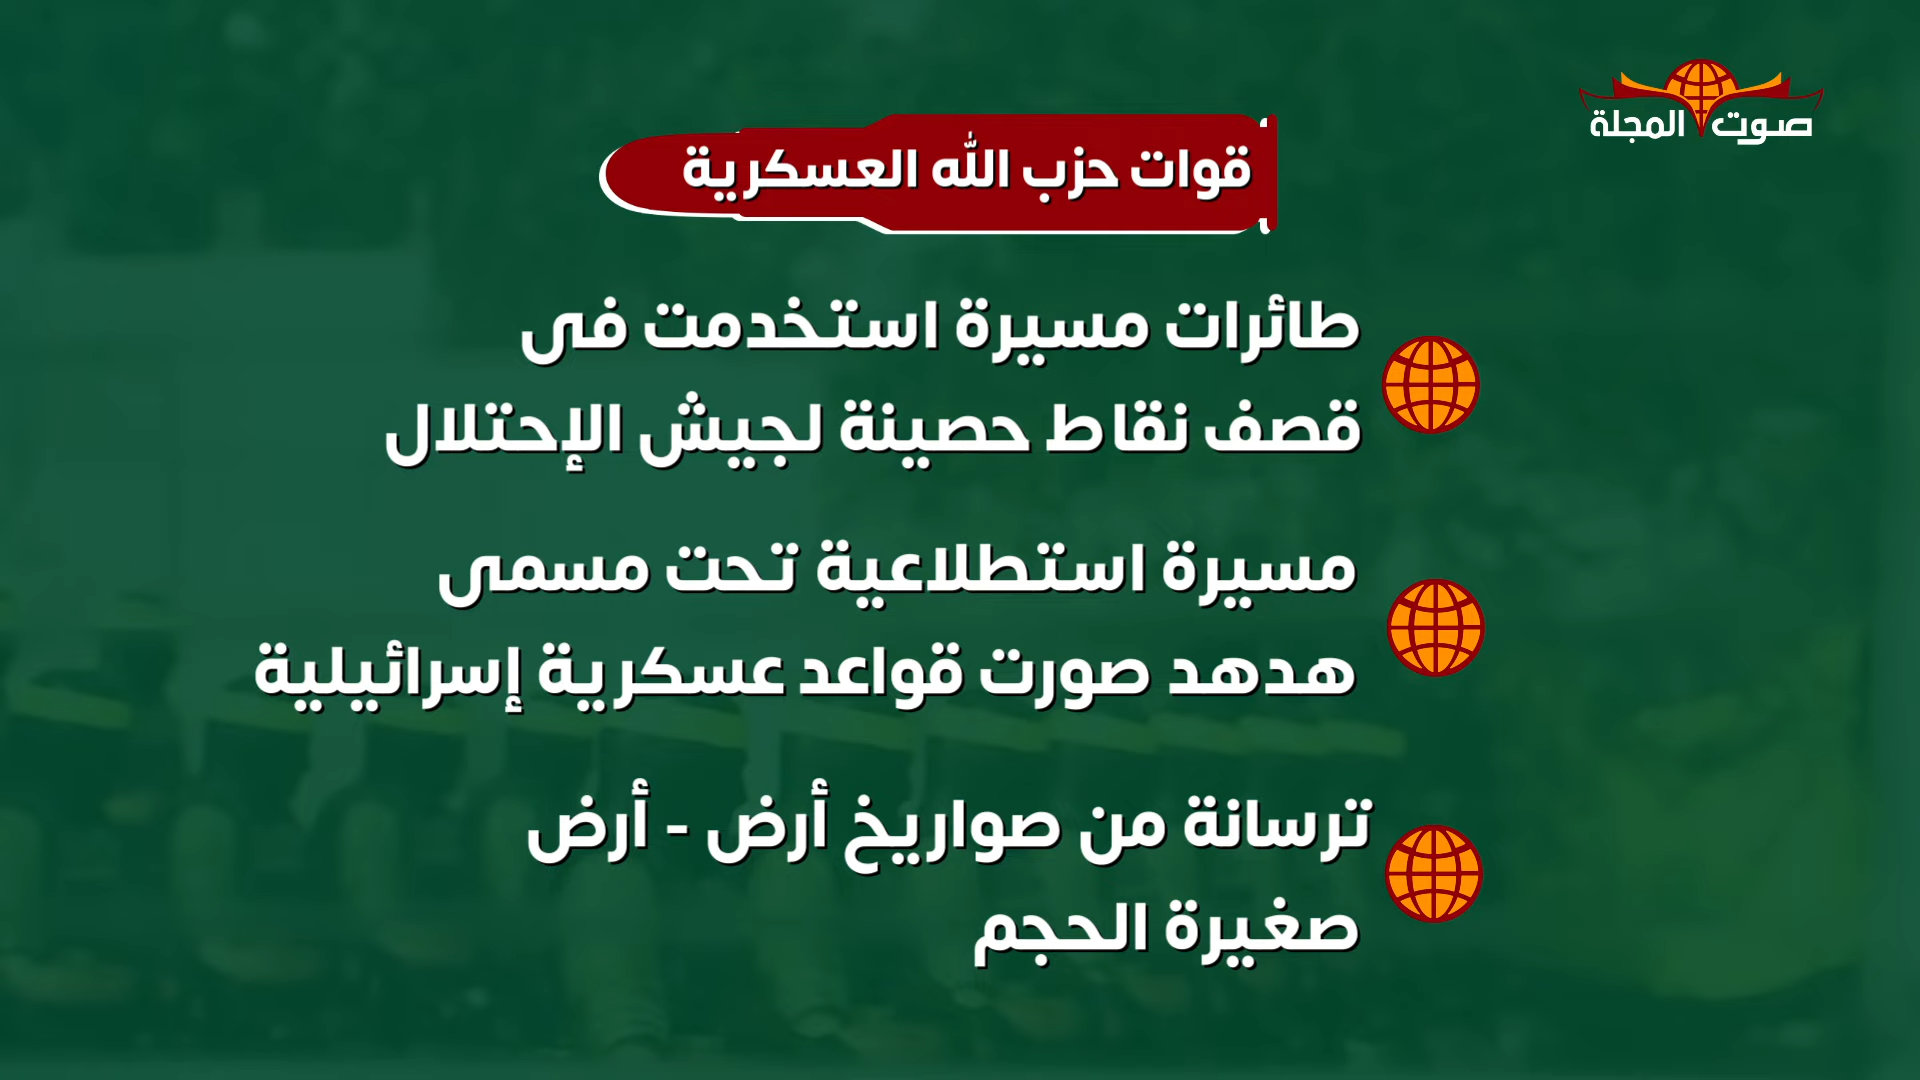 صوت المجلة
قوات حزب الله العسكرية
طائرات مسيرة استخدمت فى
قصف نقاط حصينة لجيش الإحتلال
مسيرة استطلاعية تحت مسمى
هدهد صورت قواعد عسكرية إسرائيلية
ترسانة من صواريخ أرض - أرض
صغيرة الحجم